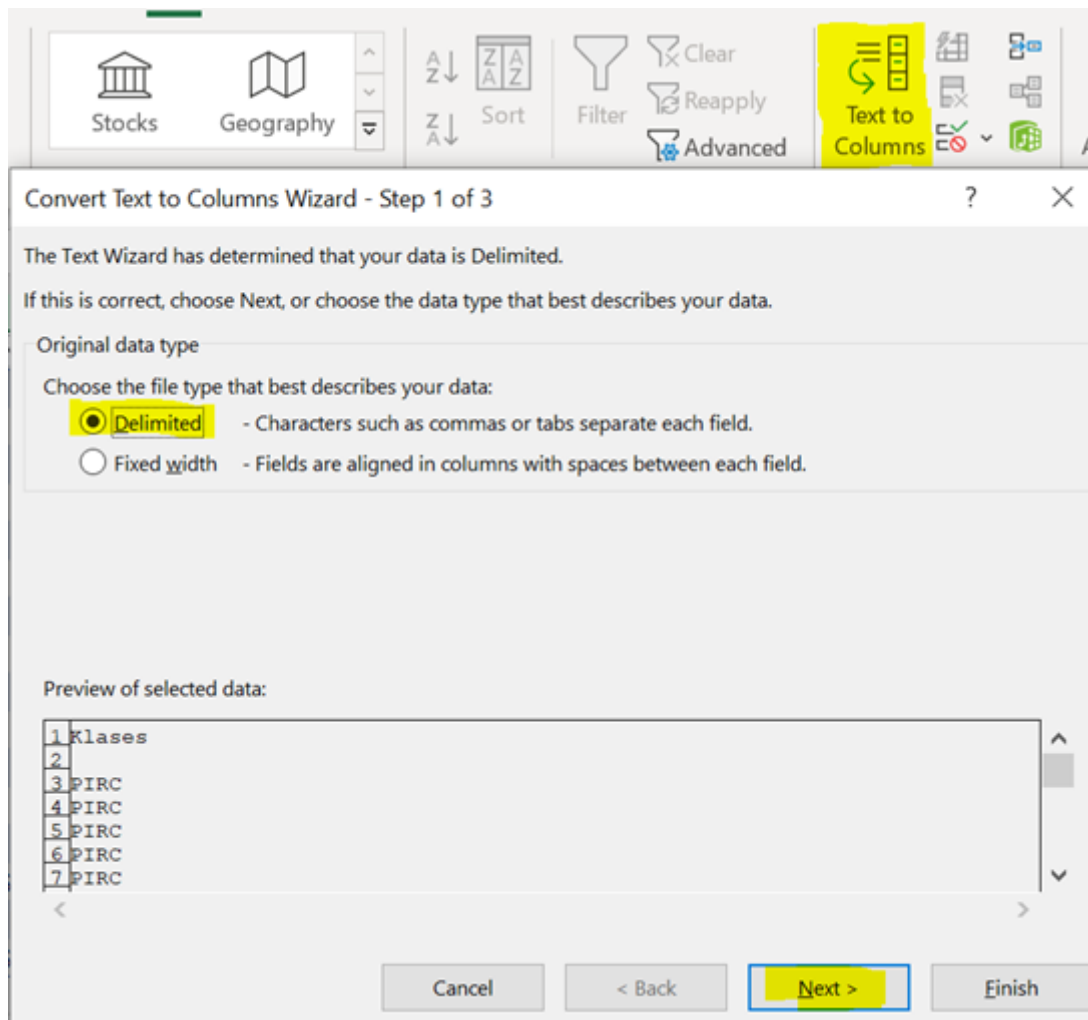 Stocks
Geography
Sort
Filter
Clear
Reapply
Advanced
Text to
Columns
Convert Text to Columns Wizard - Step 1 of 3
?
The Text Wizard has determined that your data is Delimited.
If this is correct, choose Next, or choose the data type that best describes your data.
Original data type
Choose the file type that best describes your data:
Delimited - Characters such as commas or tabs separate each field.
Fixed width - Fields are aligned in columns with spaces between each field.
Preview of selected data:
1 Klases
2
3 PIRC
4 PIRC
5 PIRC
6 PIRC
7 PIRC
Cancel < Back Next > Finish